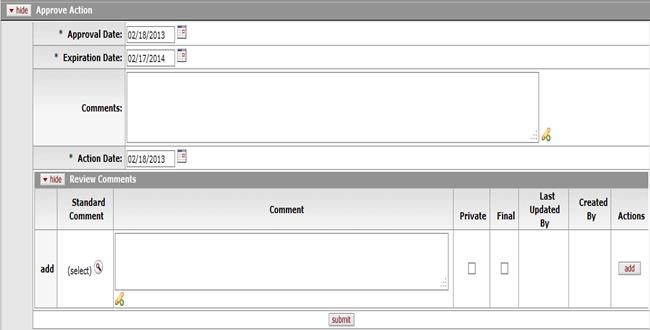 hide Approve Action
* Approval Date: 02/18/2013
* Expiration Date: 02/17/2014
Comments:
* Action Date: 02/18/2013
hide Review Comments
Standard Comment Comment Private Final Last Updated By Created By Actions
add (select) add
submit